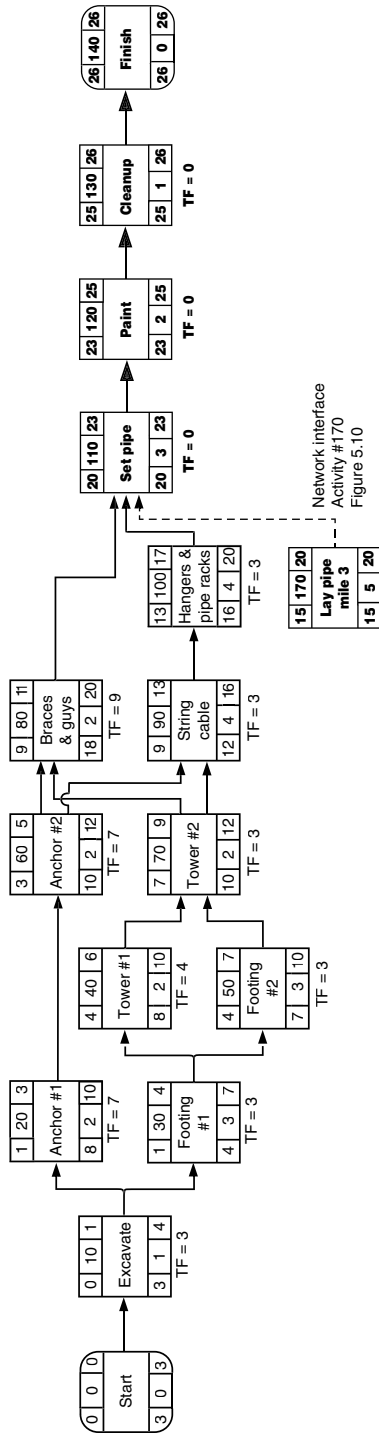 0 0 0
Start
3 0 3
0 10 1
Excavate
3 1 4
TF = 3
1 20 3
Anchor #1
8 2 10
TF = 7
1 30 4
Footing
#1
4 3 7
TF = 3
4 40 6
Tower #1
8 2 10
TF = 4
4 50 7
Footing
#2
7 3 10
TF = 3
3 60 5
Anchor #2
10 2 12
TF = 7
7 70 9
Tower #2
10 2 12
TF = 3
9 80 11
Braces
& guys
18 2 20
TF = 9
9 90 13
String
cable
12 4 16
TF = 3
13 100 17
Hangers &
pipe racks
16 4 20
TF = 3
15 170 20
Lay pipe
mile 3
15 5 20
Network interface
Activity #170
Figure 5.10
20 110 23
Set pipe
20 3 23
TF = 0
23 120 25
Paint
23 2 25
TF = 0
25 130 26
Cleanup
25 1 26
TF = 0
26 140 26
Finish
26 0 26